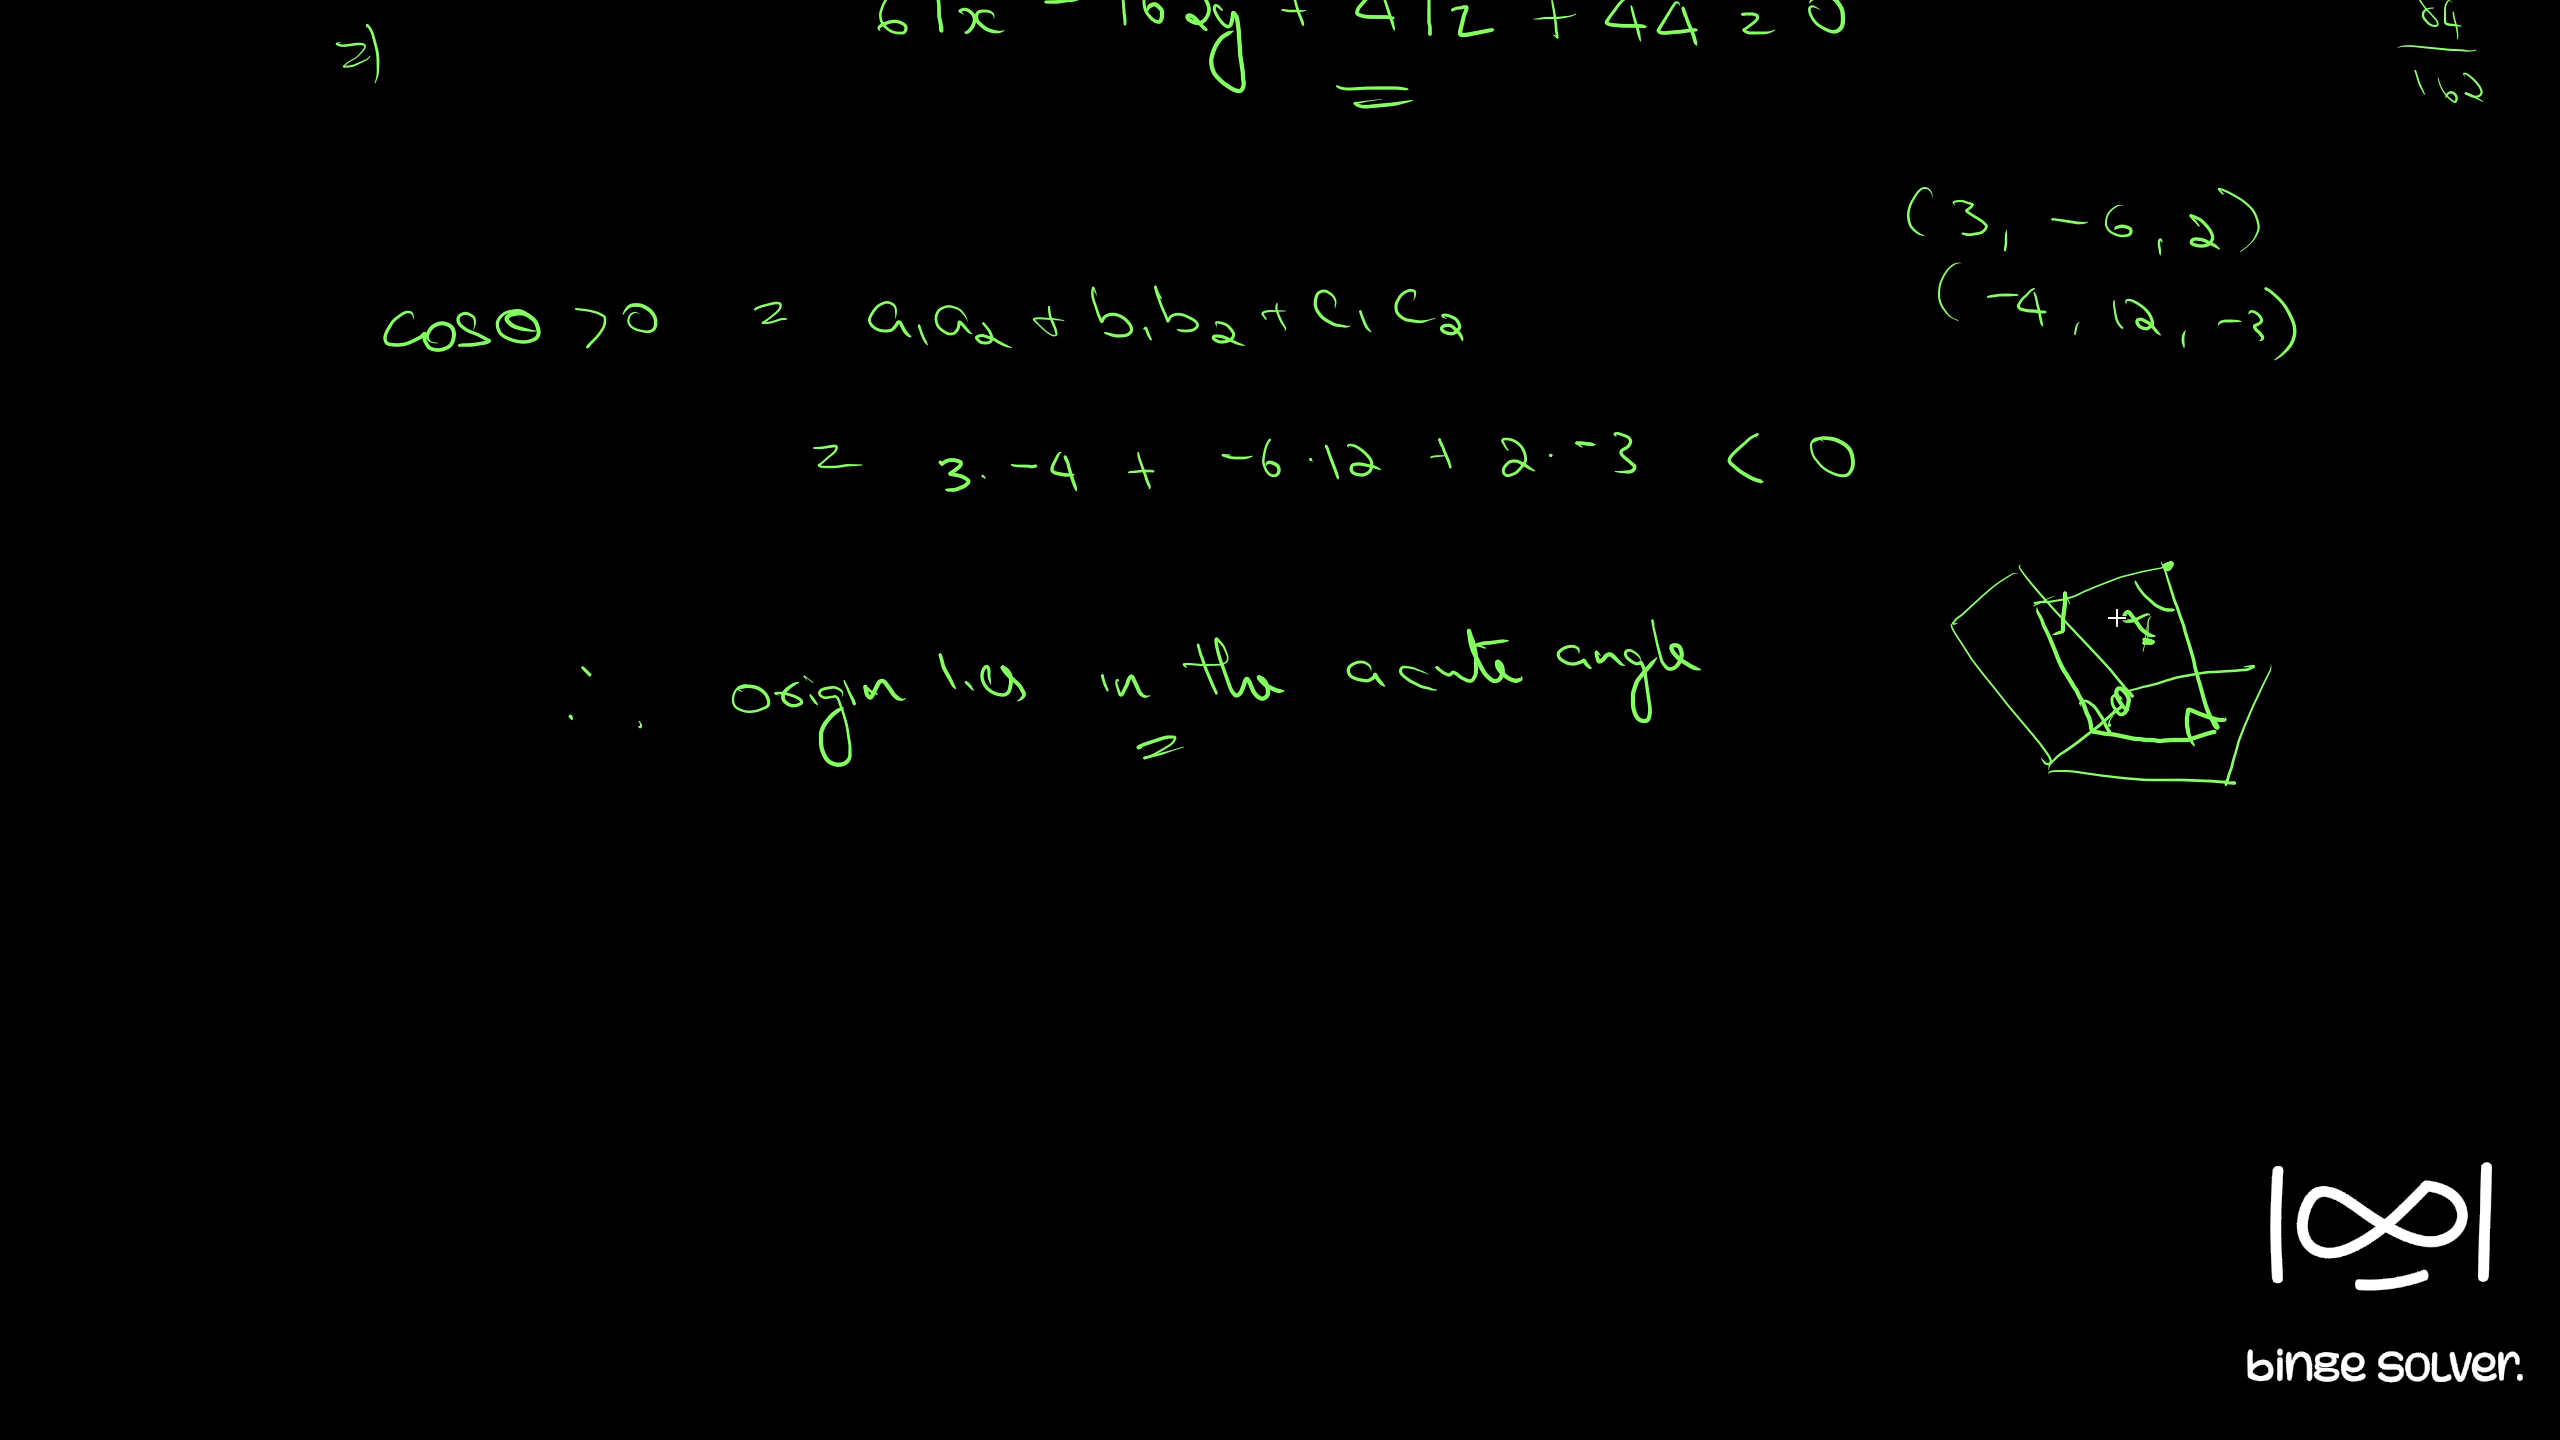 61x - 162y + 41z + 44 = 0
=)
84
162
(3, -6, 2)
(-4, 12, -3)
cosθ > 0 = a₁a₂ + b₁b₂ + c₁c₂
= 3.-4 + -6.12 + 2.-3 < 0
∴ origin lies in the acute angle
binge solver.